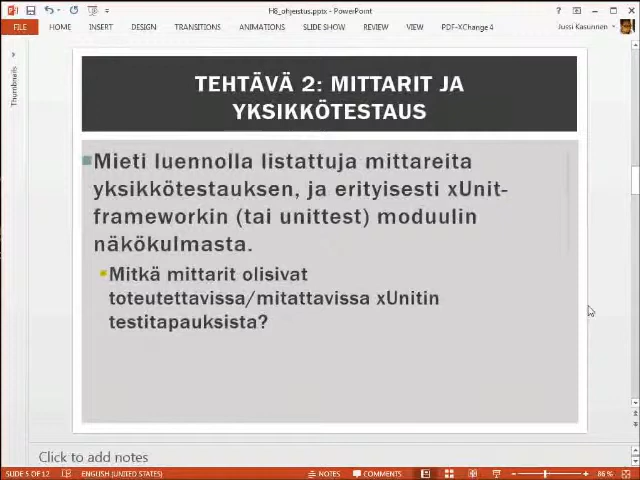 H6_ohjeistus.pptx - PowerPoint
FILE HOME INSERT DESIGN TRANSITIONS ANIMATIONS SLIDE SHOW REVIEW VIEW PDF-XChange 4 Jussi Kasurinen
Thumbnails
TEHTÄVÄ 2: MITTARIT JA
YKSIKKÖTESTAUS
Mieti luennolla listattuja mittareita
yksikkötestauksen, ja erityisesti xUnit-
frameworkin (tai unittest) moduulin
näkökulmasta.
Mitkä mittarit olisivat
toteutettavissa/mitattavissa xUnitin
testitapauksista?
Click to add notes
SLIDE 5 OF 12 ENGLISH (UNITED STATES) NOTES COMMENTS 86 %